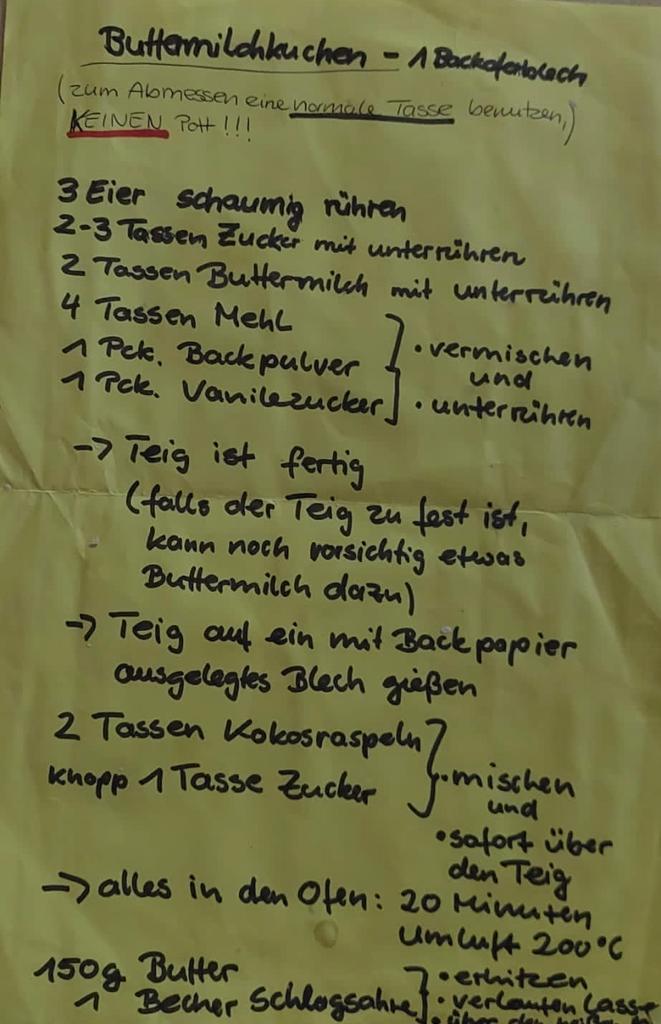 Buttermilchkuchen - 1 Backofenblech
(zum Abmessen eine normale Tasse benutzen,)
KEINEN Pott!!!
3 Eier schaumig rühren
2-3 Tassen Zucker mit unterrühren
2 Tassen Buttermilch mit unterrühren
4 Tassen Mehl
1 Pck. Backpulver
1 Pck. Vanilezucker
• vermischen
und
• unterrühren
-> Teig ist fertig
(falls der Teig zu fest ist,
kann noch vorsichtig etwas
Buttermilch dazu)
-> Teig auf ein mit Backpapier
ausgelegtes Blech gießen
2 Tassen Kokosraspeln
knapp 1 Tasse Zucker
• mischen
und
• sofort über
den Teig
-> alles in den Ofen: 20 Minuten
Umluft 200°C
150g Butter
1 Becher Schlagsahne
• erhitzen
• verlaufen lasse
• über den